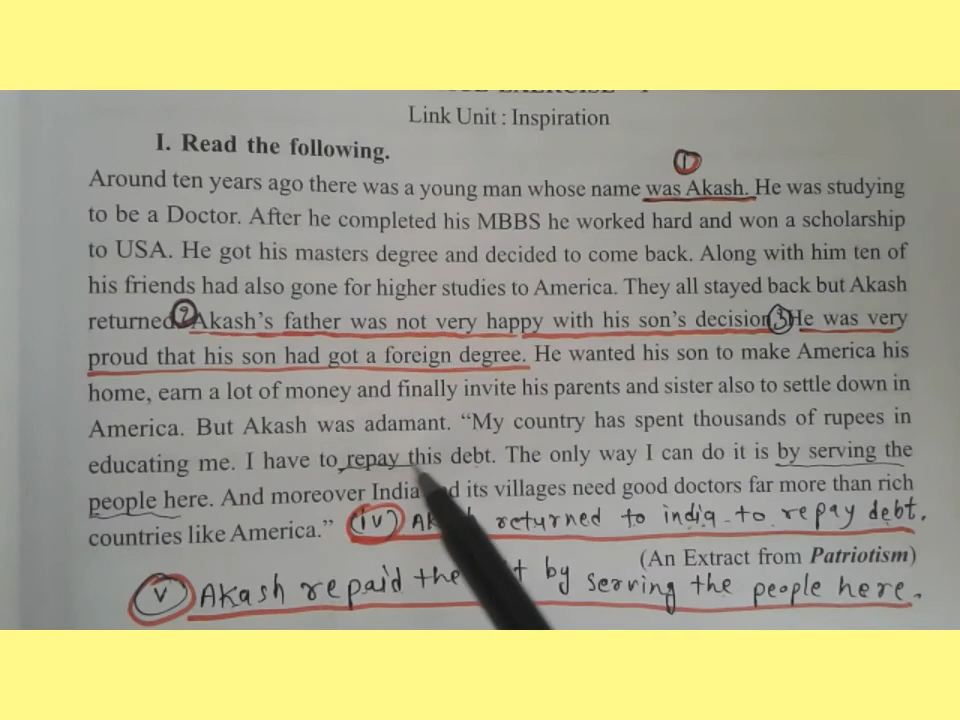 Link Unit : Inspiration
I. Read the following.
①
Around ten years ago there was a young man whose name was Akash. He was studying
to be a Doctor. After he completed his MBBS he worked hard and won a scholarship
to USA. He got his masters degree and decided to come back. Along with him ten of
his friends had also gone for higher studies to America. They all stayed back but Akash
returned ② Akash's father was not very happy with his son's decision ③ He was very
proud that his son had got a foreign degree. He wanted his son to make America his
home, earn a lot of money and finally invite his parents and sister also to settle down in
America. But Akash was adamant. “My country has spent thousands of rupees in
educating me. I have to repay this debt. The only way I can do it is by serving the
people here. And moreover India its villages need good doctors far more than rich
countries like America.” (iv) returned to india to repay debt.
(An Extract from Patriotism)
(v) Akash repaid the by serving the people here.